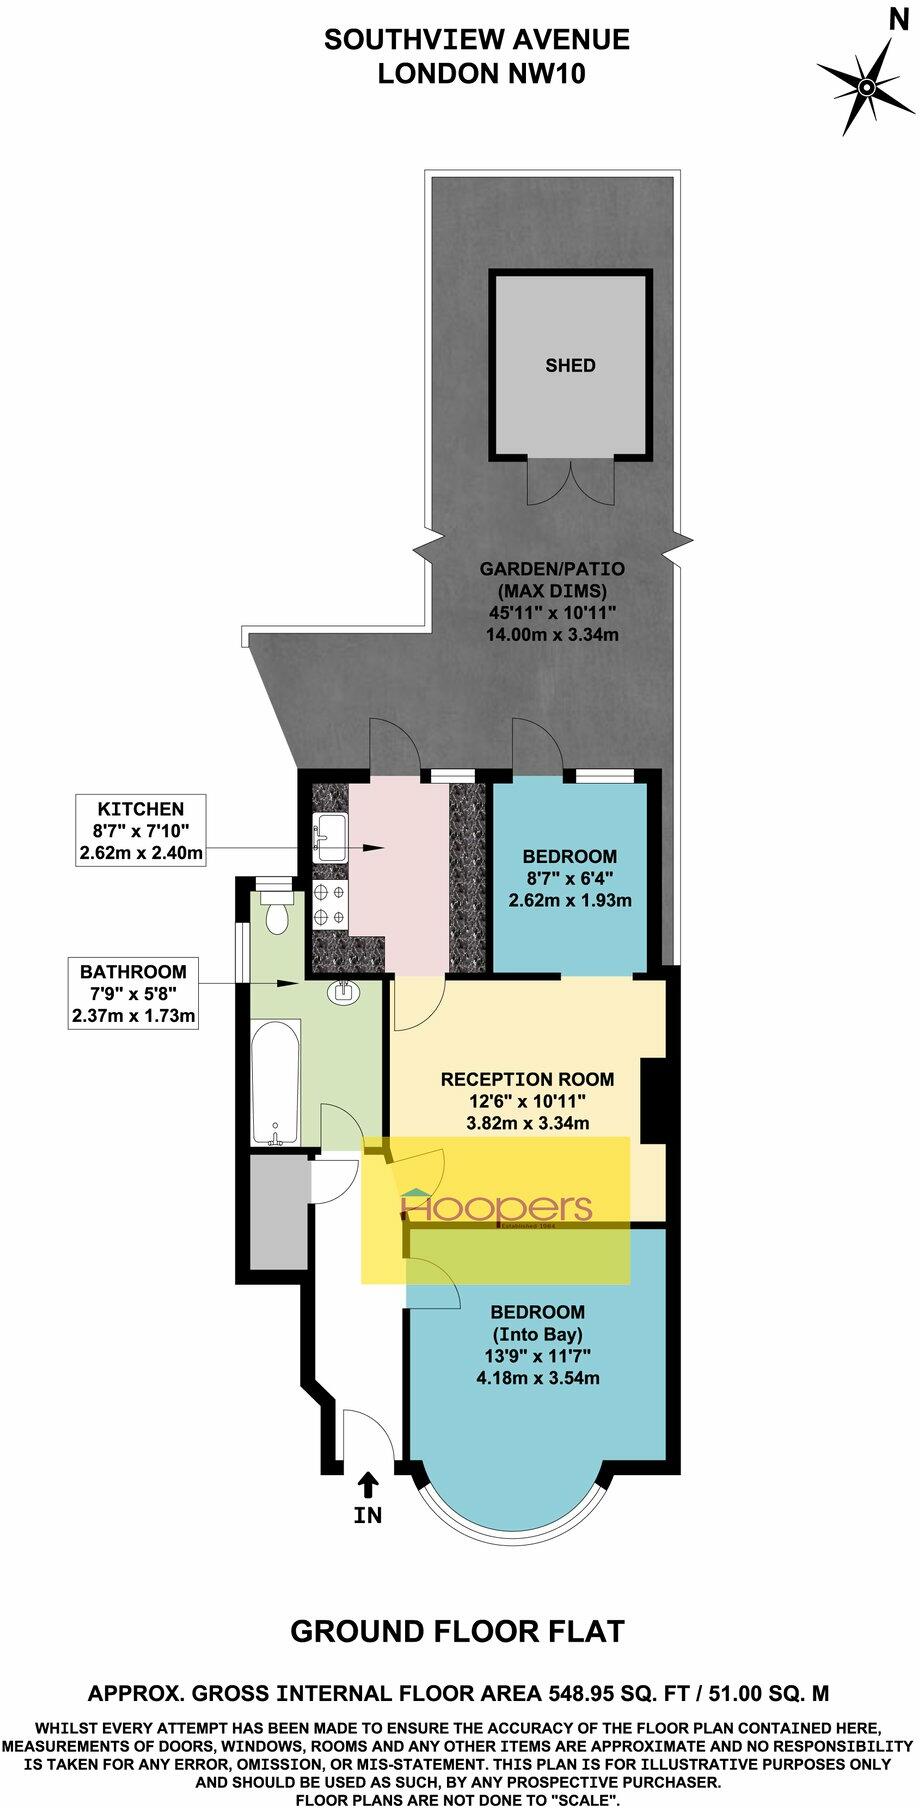 SOUTHVIEW AVENUE
LONDON NW10
N
SHED
GARDEN/PATIO
(MAX DIMS)
45'11" x 10'11"
14.00m x 3.34m
KITCHEN
8'7" x 7'10"
2.62m x 2.40m
BEDROOM
8'7" x 6'4"
2.62m x 1.93m
BATHROOM
7'9" x 5'8"
2.37m x 1.73m
RECEPTION ROOM
12'6" x 10'11"
3.82m x 3.34m
Hoopers
Established 1984
BEDROOM
(Into Bay)
13'9" x 11'7"
4.18m x 3.54m
IN
GROUND FLOOR FLAT
APPROX. GROSS INTERNAL FLOOR AREA 548.95 SQ. FT / 51.00 SQ. M
WHILST EVERY ATTEMPT HAS BEEN MADE TO ENSURE THE ACCURACY OF THE FLOOR PLAN CONTAINED HERE,
MEASUREMENTS OF DOORS, WINDOWS, ROOMS AND ANY OTHER ITEMS ARE APPROXIMATE AND NO RESPONSIBILITY
IS TAKEN FOR ANY ERROR, OMISSION, OR MIS-STATEMENT. THIS PLAN IS FOR ILLUSTRATIVE PURPOSES ONLY
AND SHOULD BE USED AS SUCH, BY ANY PROSPECTIVE PURCHASER.
FLOOR PLANS ARE NOT DONE TO "SCALE".